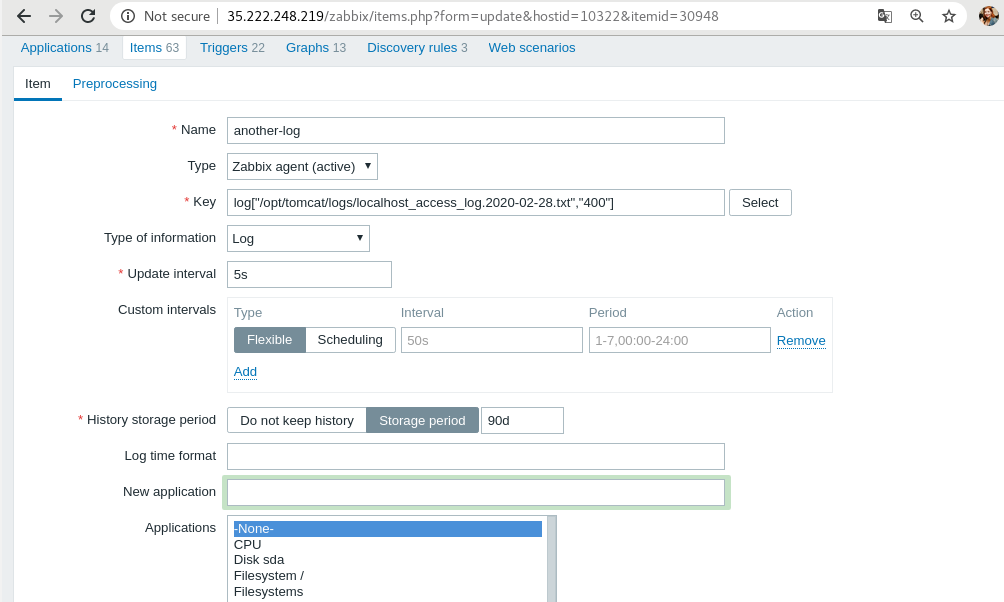 Not secure | 35.222.248.219/zabbix/items.php?form=update&hostid=10322&itemid=30948
Applications 14 Items 63 Triggers 22 Graphs 13 Discovery rules 3 Web scenarios
Item Preprocessing
* Name another-log
Type Zabbix agent (active)
* Key log["/opt/tomcat/logs/localhost_access_log.2020-02-28.txt","400"] Select
Type of information Log
* Update interval 5s
Custom intervals Type Interval Period Action
Flexible Scheduling 50s 1-7,00:00-24:00 Remove
Add
* History storage period Do not keep history Storage period 90d
Log time format
New application
Applications -None-
CPU
Disk sda
Filesystem /
Filesystems